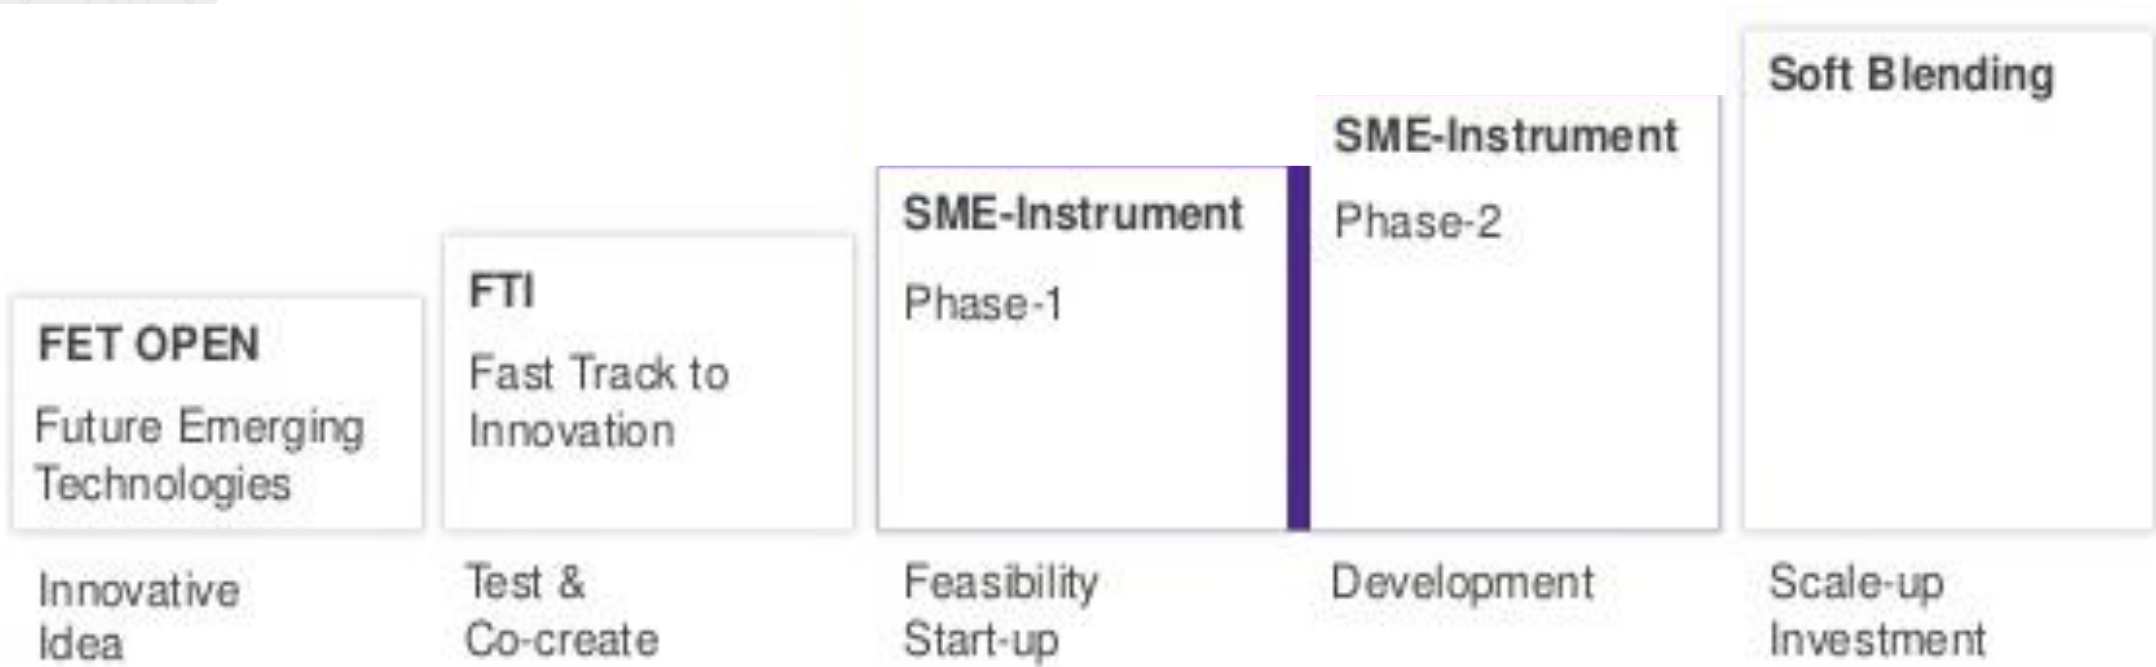 FET OPEN
Future Emerging
Technologies
Innovative
Idea
FTI
Fast Track to
Innovation
Test &
Co-create
SME-Instrument
Phase-1
Feasibility
Start-up
SME-Instrument
Phase-2
Development
Soft Blending
Scale-up
Investment